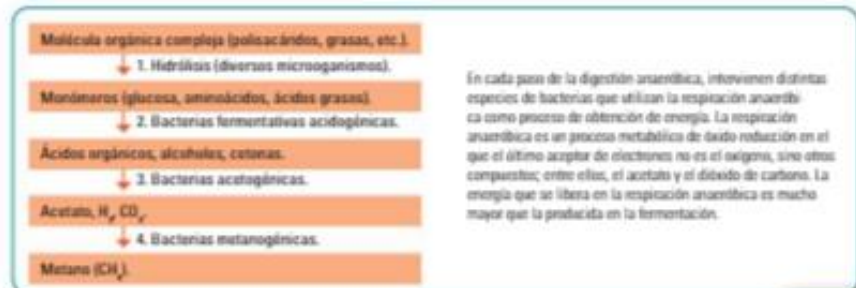 Molécula orgánica compleja (polisacáridos, grasas, etc.).
1. Hidrólisis (diversos microoganismos).
Monómeros (glucosa, aminoácidos, ácidos grasos).
2. Bacterias fermentativas acidogénicas.
Ácidos orgánicos, alcoholes, cetonas.
3. Bacterias acetogénicas.
Acetato, H₂, CO₂.
4. Bacterias metanogénicas.
Metano (CH₄).
En cada paso de la digestión anaeróbica, intervienen distintas
especies de bacterias que utilizan la respiración anaeróbi-
ca como proceso de obtención de energía. La respiración
anaeróbica es un proceso metabólico de óxido reducción en el
que el último aceptor de electrones no es el oxígeno, sino otros
compuestos; entre ellos, el acetato y el dióxido de carbono. La
energía que se libera en la respiración anaeróbica es mucho
mayor que la producida en la fermentación.